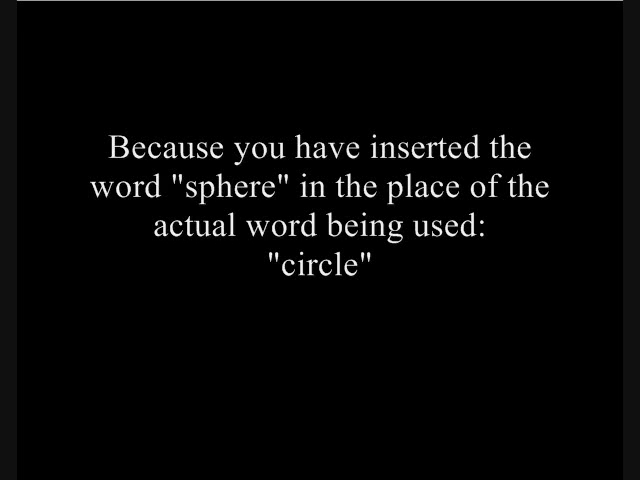 Because you have inserted the
word "sphere" in the place of the
actual word being used:
"circle"